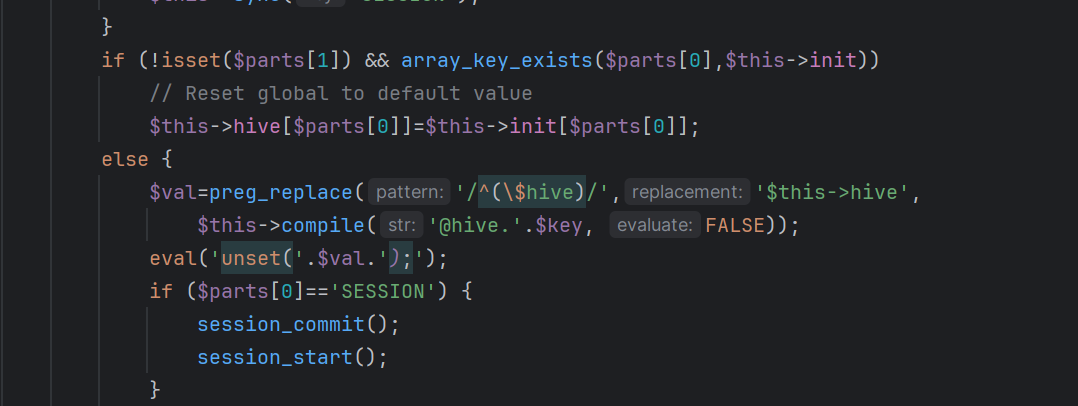 }
if (!isset($parts[1]) && array_key_exists($parts[0],$this->init))
// Reset global to default value
$this->hive[$parts[0]]=$this->init[$parts[0]];
else {
$val=preg_replace( pattern: '/^(\$hive)/', replacement: '$this->hive',
$this->compile( str: '@hive.'.$key, evaluate: FALSE));
eval('unset('.$val.');');
if ($parts[0]=='SESSION') {
session_commit();
session_start();
}